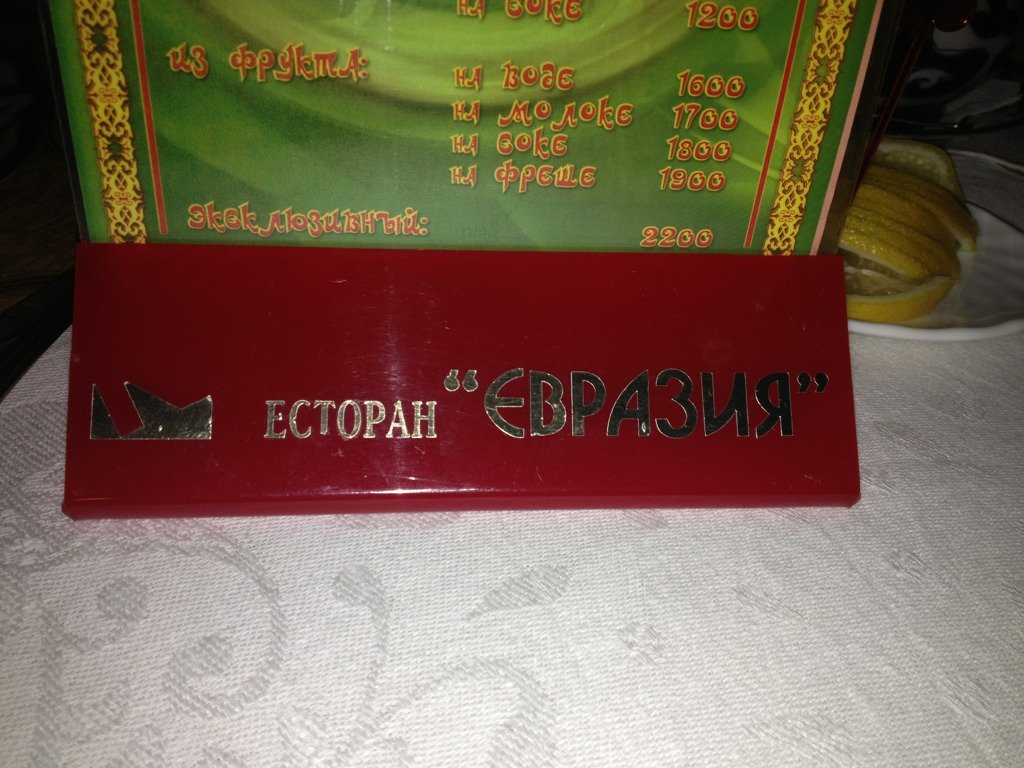 на соке 1200
из фрукта:
на воде 1600
на молоке 1700
на соке 1800
на фреше 1900
эксклюзивный: 2200
ЕСТОРАН “ЕВРАЗИЯ”